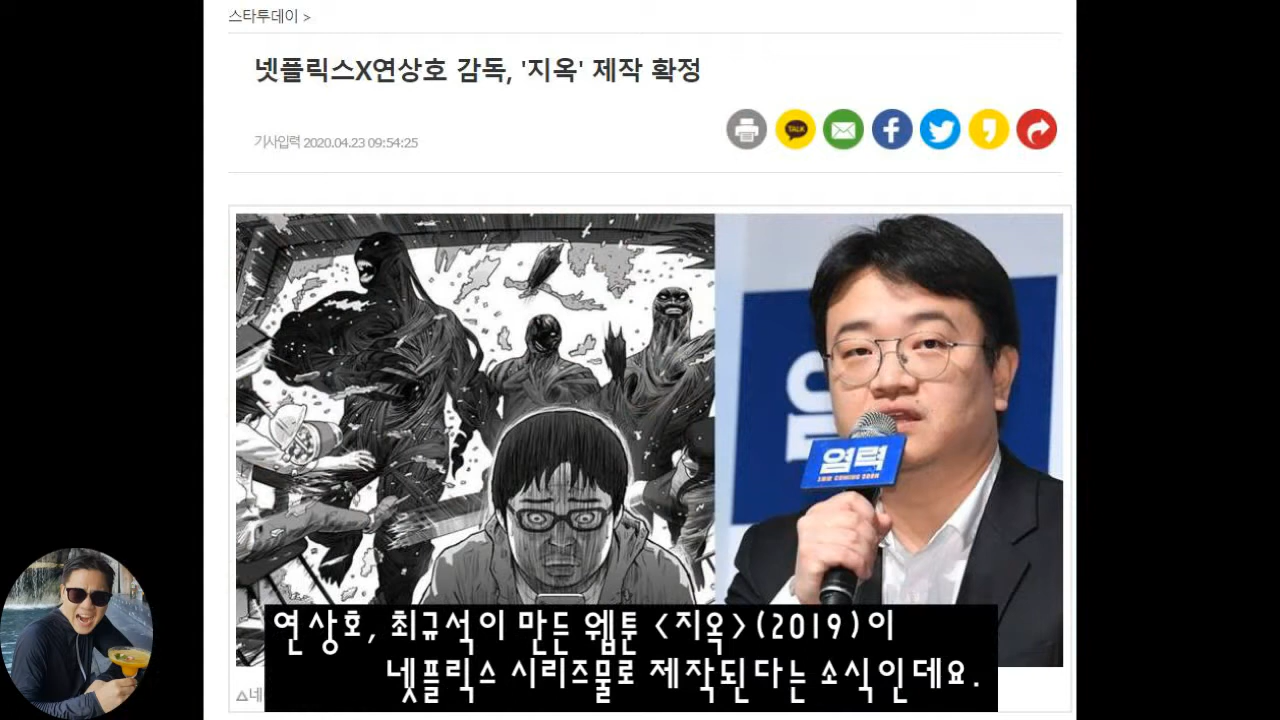 스타투데이 >
넷플릭스X연상호 감독, '지옥' 제작 확정
기사입력 2020.04.23 09:54:25
TALK
염력
연상호, 최규석이 만든 웹툰 <지옥>(2019)이
넷플릭스 시리즈물로 제작된다는 소식인데요.
△네